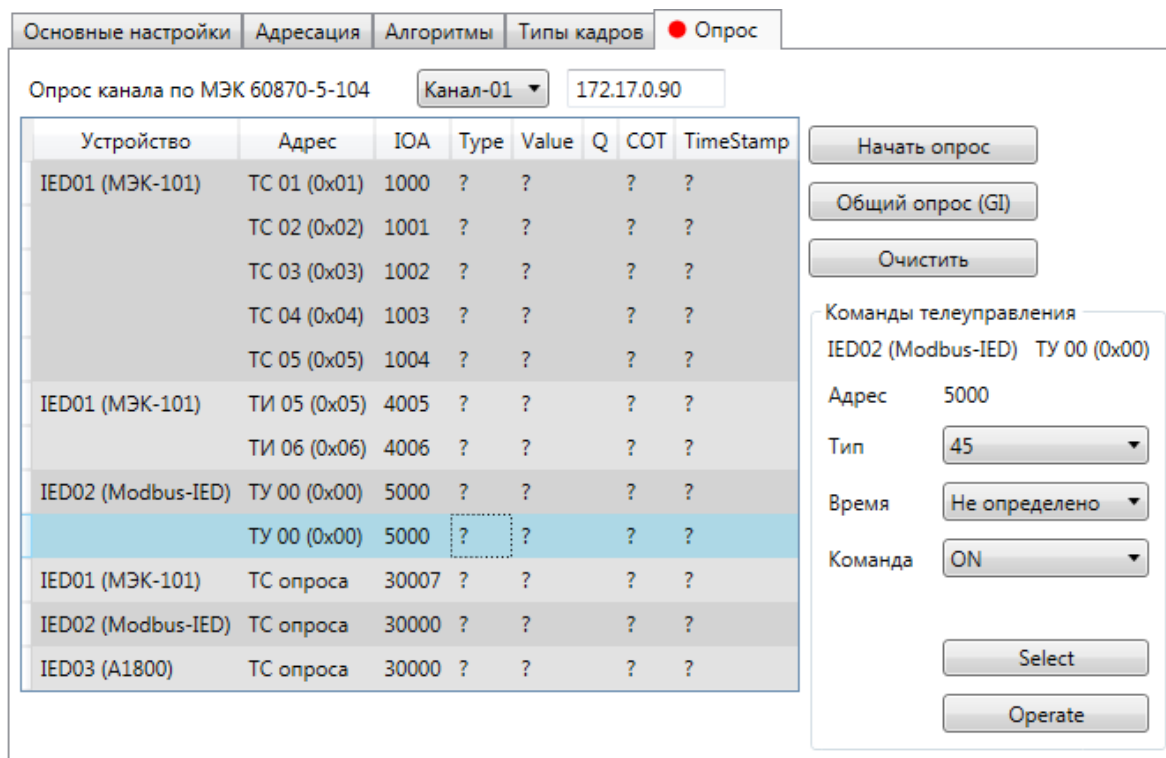 Основные настройки Адресация Алгоритмы Типы кадров Опрос
Опрос канала по МЭК 60870-5-104 Канал-01 172.17.0.90
Устройство Адрес IOA Type Value Q COT TimeStamp
IED01 (МЭК-101) ТС 01 (0x01) 1000 ? ? ? ?
ТС 02 (0x02) 1001 ? ? ? ?
ТС 03 (0x03) 1002 ? ? ? ?
ТС 04 (0x04) 1003 ? ? ? ?
ТС 05 (0x05) 1004 ? ? ? ?
IED01 (МЭК-101) ТИ 05 (0x05) 4005 ? ? ? ?
ТИ 06 (0x06) 4006 ? ? ? ?
IED02 (Modbus-IED) ТУ 00 (0x00) 5000 ? ? ? ?
ТУ 00 (0x00) 5000 ? ? ? ?
IED01 (МЭК-101) ТС опроса 30007 ? ? ? ?
IED02 (Modbus-IED) ТС опроса 30000 ? ? ? ?
IED03 (A1800) ТС опроса 30000 ? ? ? ?
Начать опрос
Общий опрос (GI)
Очистить
Команды телеуправления
IED02 (Modbus-IED) ТУ 00 (0x00)
Адрес 5000
Тип 45
Время Не определено
Команда ON
Select
Operate